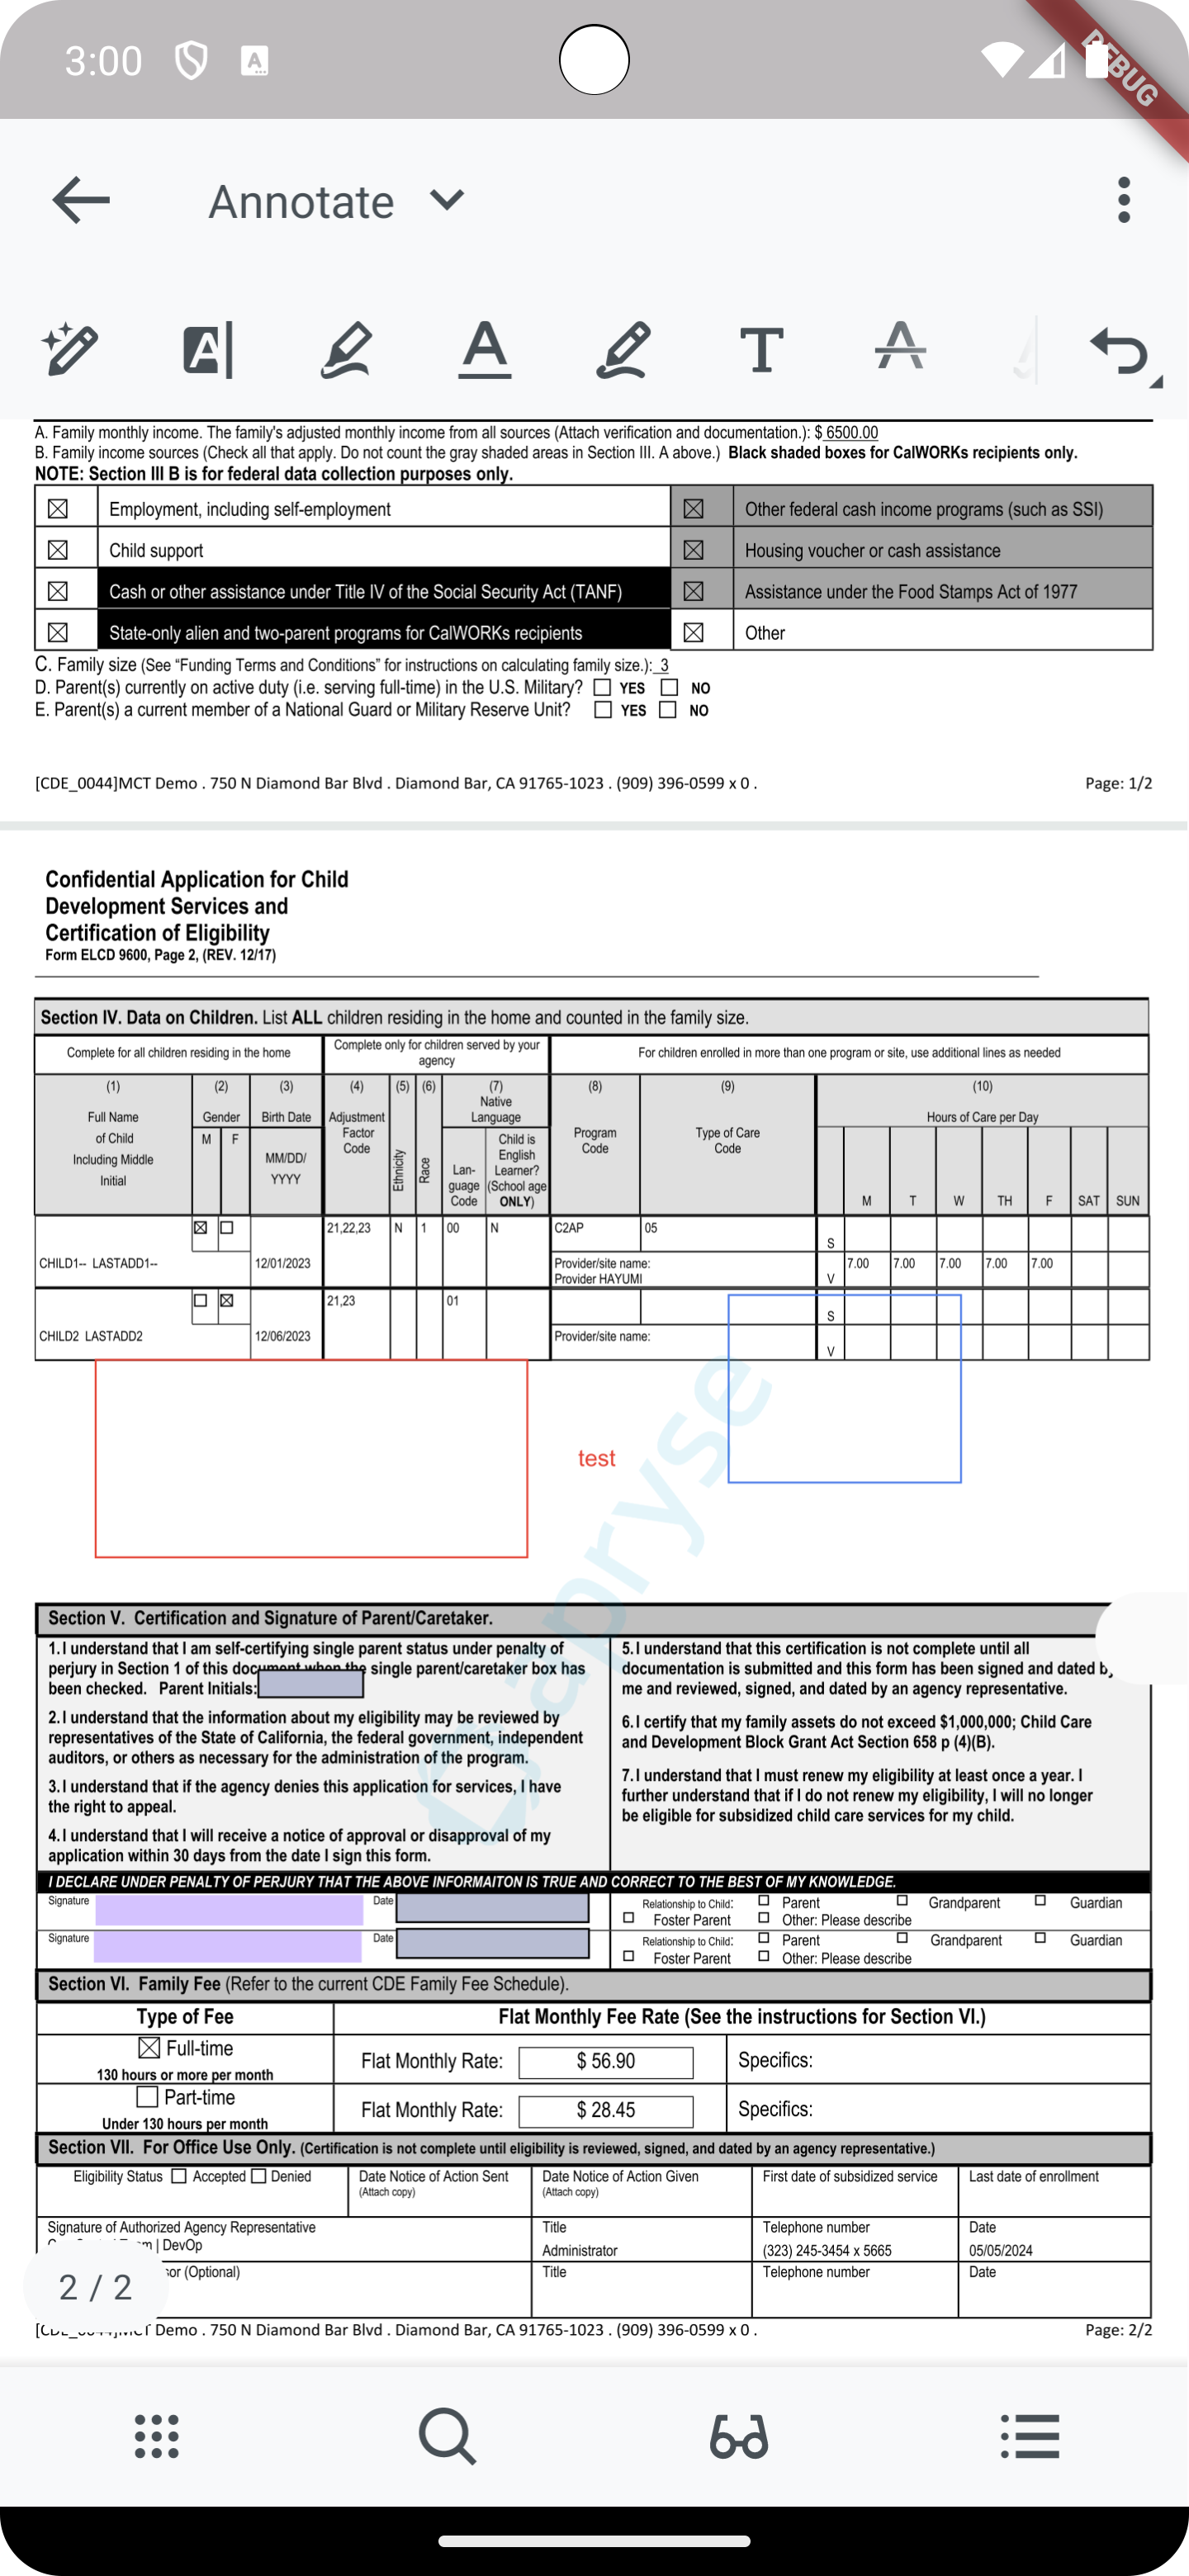 3:00
DEBUG
Annotate
A. Family monthly income. The family's adjusted monthly income from all sources (Attach verification and documentation.): $ 6500.00
B. Family income sources (Check all that apply. Do not count the gray shaded areas in Section III. A above.) Black shaded boxes for CalWORKs recipients only.
NOTE: Section III B is for federal data collection purposes only.
Employment, including self-employment
Other federal cash income programs (such as SSI)
Child support
Housing voucher or cash assistance
Cash or other assistance under Title IV of the Social Security Act (TANF)
Assistance under the Food Stamps Act of 1977
State-only alien and two-parent programs for CalWORKs recipients
Other
C. Family size (See “Funding Terms and Conditions” for instructions on calculating family size.): 3
D. Parent(s) currently on active duty (i.e. serving full-time) in the U.S. Military? YES NO
E. Parent(s) a current member of a National Guard or Military Reserve Unit? YES NO
[CDE_0044]MCT Demo . 750 N Diamond Bar Blvd . Diamond Bar, CA 91765-1023 . (909) 396-0599 x 0 . Page: 1/2
Confidential Application for Child
Development Services and
Certification of Eligibility
Form ELCD 9600, Page 2, (REV. 12/17)
Section IV. Data on Children. List ALL children residing in the home and counted in the family size.
Complete for all children residing in the home
Complete only for children served by your
agency
For children enrolled in more than one program or site, use additional lines as needed
(1)
Full Name
of Child
Including Middle
Initial
(2)
Gender
M F
(3)
Birth Date
MM/DD/
YYYY
(4)
Adjustment
Factor
Code
(5)
Ethnicity
(6)
Race
(7)
Native
Language
Lan-
guage
Code
Child is
English
Learner?
(School age
ONLY)
(8)
Program
Code
(9)
Type of Care
Code
(10)
Hours of Care per Day
M T W TH F SAT SUN
21,22,23 N 1 00 N C2AP 05
S
CHILD1-- LASTADD1-- 12/01/2023
Provider/site name:
Provider HAYUMI
V 7.00 7.00 7.00 7.00 7.00
21,23 01
S
CHILD2 LASTADD2 12/06/2023 Provider/site name:
V
test
apryse
Section V. Certification and Signature of Parent/Caretaker.
1. I understand that I am self-certifying single parent status under penalty of
perjury in Section 1 of this document when the single parent/caretaker box has
been checked. Parent Initials:
2. I understand that the information about my eligibility may be reviewed by
representatives of the State of California, the federal government, independent
auditors, or others as necessary for the administration of the program.
3. I understand that if the agency denies this application for services, I have
the right to appeal.
4. I understand that I will receive a notice of approval or disapproval of my
application within 30 days from the date I sign this form.
5. I understand that this certification is not complete until all
documentation is submitted and this form has been signed and dated by
me and reviewed, signed, and dated by an agency representative.
6. I certify that my family assets do not exceed $1,000,000; Child Care
and Development Block Grant Act Section 658 p (4)(B).
7. I understand that I must renew my eligibility at least once a year. I
further understand that if I do not renew my eligibility, I will no longer
be eligible for subsidized child care services for my child.
I DECLARE UNDER PENALTY OF PERJURY THAT THE ABOVE INFORMAITON IS TRUE AND CORRECT TO THE BEST OF MY KNOWLEDGE.
Signature Date Relationship to Child: Parent Grandparent Guardian
Foster Parent Other: Please describe
Signature Date Relationship to Child: Parent Grandparent Guardian
Foster Parent Other: Please describe
Section VI. Family Fee (Refer to the current CDE Family Fee Schedule).
Type of Fee
Flat Monthly Fee Rate (See the instructions for Section VI.)
Full-time
130 hours or more per month
Flat Monthly Rate: $ 56.90 Specifics:
Part-time
Under 130 hours per month
Flat Monthly Rate: $ 28.45 Specifics:
Section VII. For Office Use Only. (Certification is not complete until eligibility is reviewed, signed, and dated by an agency representative.)
Eligibility Status Accepted Denied
Date Notice of Action Sent
(Attach copy)
Date Notice of Action Given
(Attach copy)
First date of subsidized service
Last date of enrollment
Signature of Authorized Agency Representative
| DevOp
Title
Administrator
Telephone number
(323) 245-3454 x 5665
Date
05/05/2024
(Optional)
Title
Telephone number
Date
2 / 2
Demo . 750 N Diamond Bar Blvd . Diamond Bar, CA 91765-1023 . (909) 396-0599 x 0 . Page: 2/2